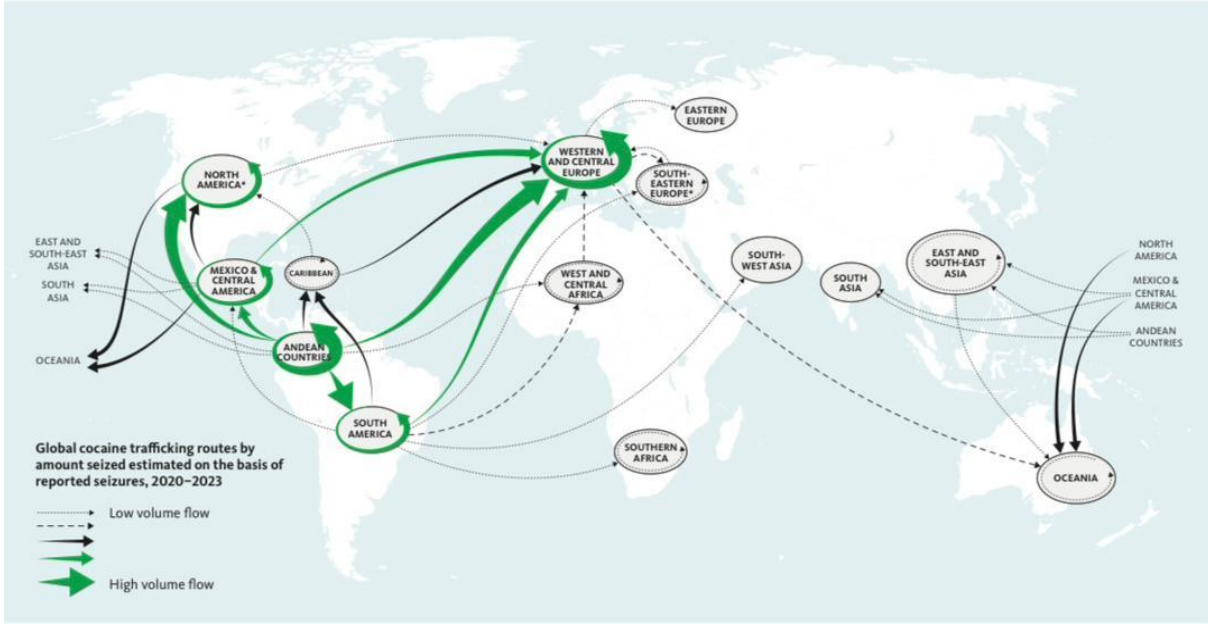 EASTERN
EUROPE
WESTERN
AND CENTRAL
EUROPE
NORTH
AMERICA*
SOUTH-
EASTERN
EUROPE*
EAST AND
SOUTH-EAST
ASIA
SOUTH
ASIA
OCEANIA
MEXICO &
CENTRAL
AMERICA
CARIBBEAN
WEST AND
CENTRAL
AFRICA
SOUTH-
WEST ASIA
SOUTH
ASIA
EAST AND
SOUTH-EAST
ASIA
NORTH
AMERICA
MEXICO &
CENTRAL
AMERICA
ANDEAN
COUNTRIES
ANDEAN
COUNTRIES
SOUTH
AMERICA
SOUTHERN
AFRICA
OCEANIA
Global cocaine trafficking routes by
amount seized estimated on the basis of
reported seizures, 2020–2023
Low volume flow
High volume flow